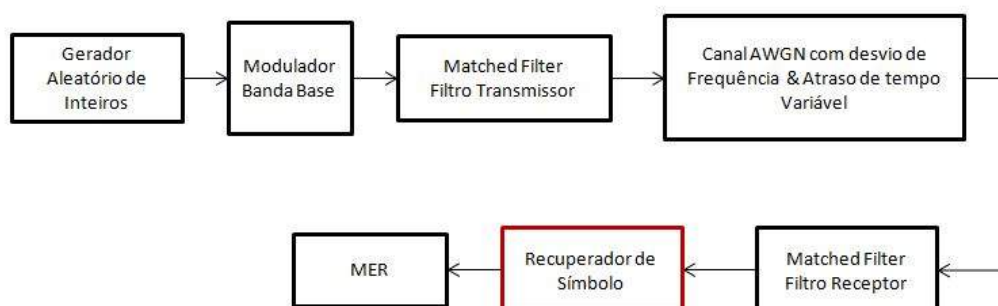 Gerador
Aleatório de
Inteiros
Modulador
Banda Base
Matched Filter
Filtro Transmissor
Canal AWGN com desvio de
Frequência & Atraso de tempo
Variável
MER
Recuperador de
Símbolo
Matched Filter
Filtro Receptor